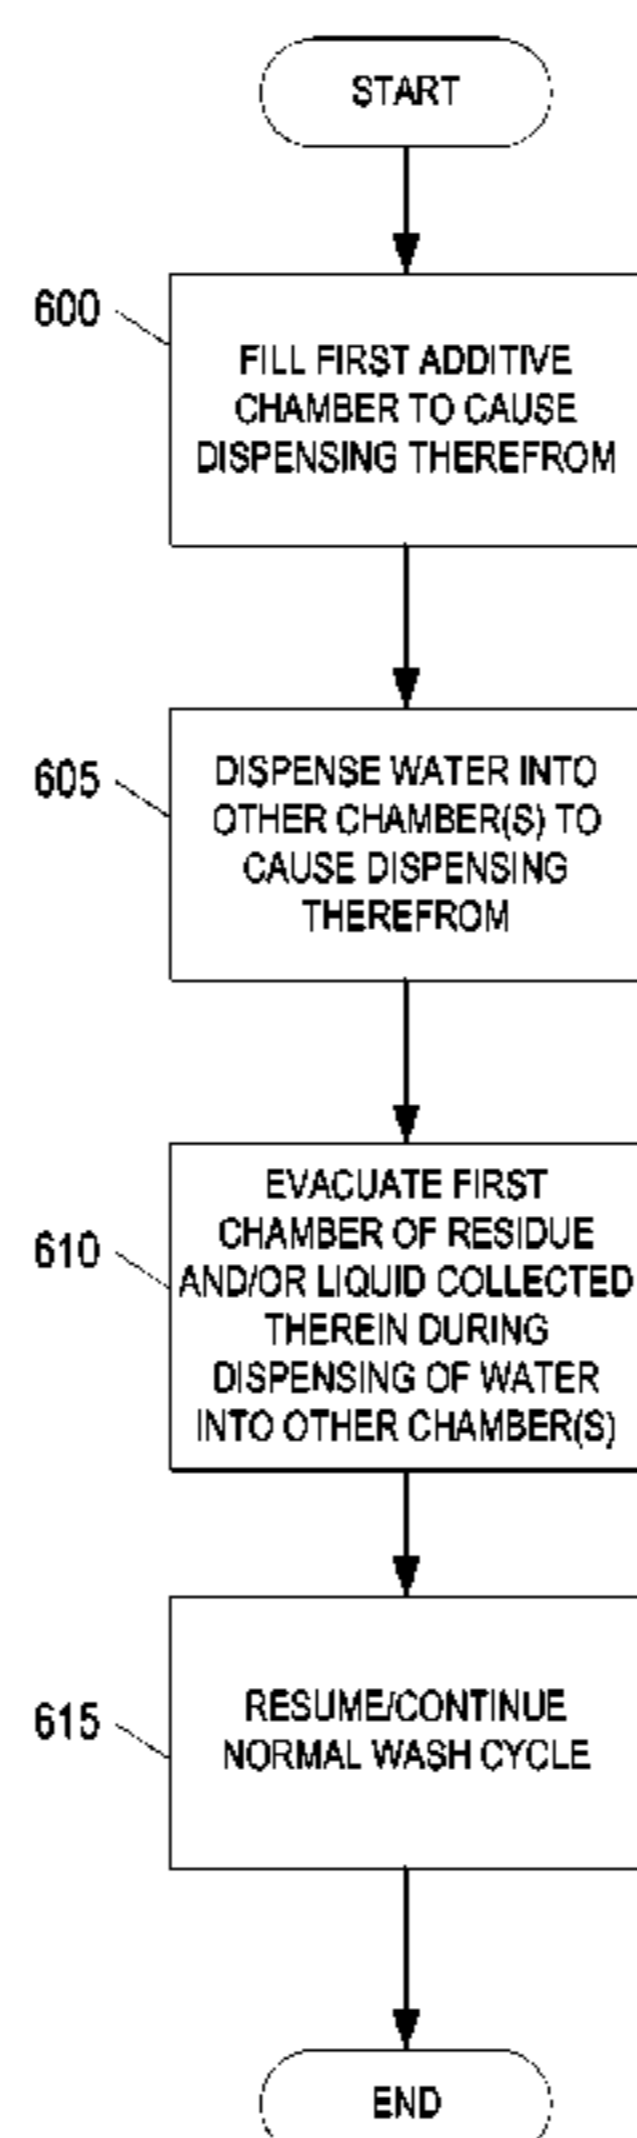 START
600
FILL FIRST ADDITIVE
CHAMBER TO CAUSE
DISPENSING THEREFROM
605
DISPENSE WATER INTO
OTHER CHAMBER(S) TO
CAUSE DISPENSING
THEREFROM
610
EVACUATE FIRST
CHAMBER OF RESIDUE
AND/OR LIQUID COLLECTED
THEREIN DURING
DISPENSING OF WATER
INTO OTHER CHAMBER(S)
615
RESUME/CONTINUE
NORMAL WASH CYCLE
END